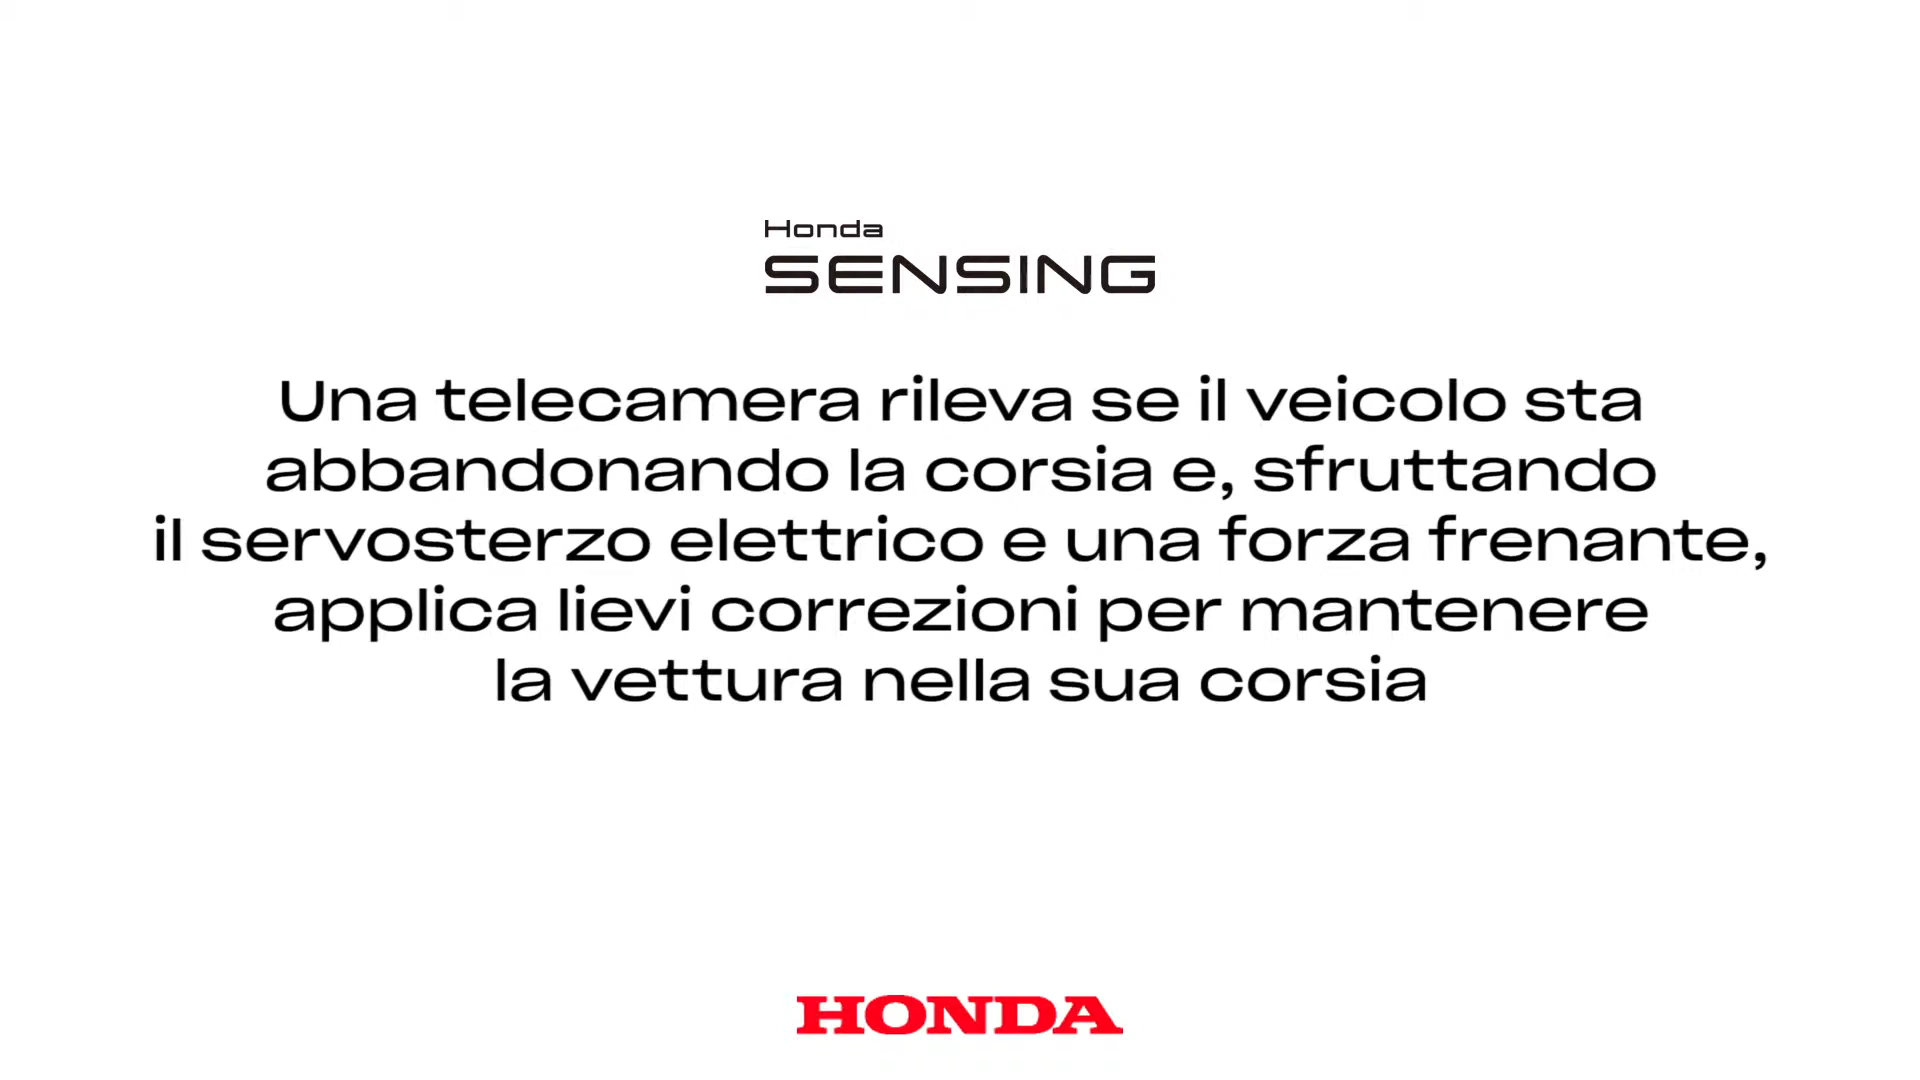 Honda
SENSING
Una telecamera rileva se il veicolo sta
abbandonando la corsia e, sfruttando
il servosterzo elettrico e una forza frenante,
applica lievi correzioni per mantenere
la vettura nella sua corsia
HONDA